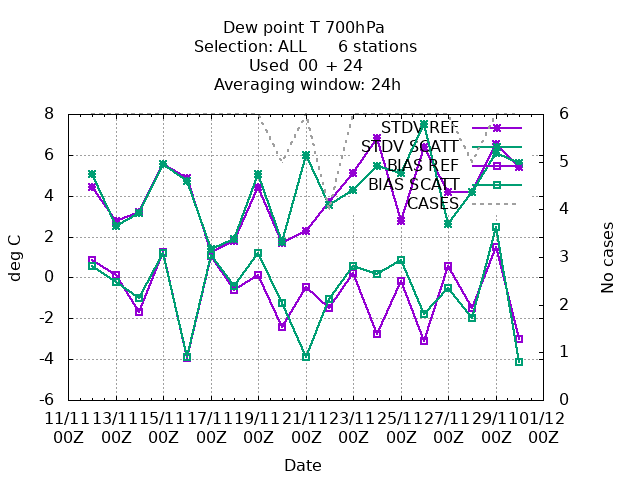 Dew point T 700hPa
Selection: ALL      6 stations
Used  00  + 24
Averaging window: 24h
8
6
4
2
0
-2
-4
-6
6
5
4
3
2
1
0
STDV REF
STDV SCATT
BIAS REF
BIAS SCATT
CASES
deg C
No cases
11/11 13/11 15/11 17/11 19/11 21/11 23/11 25/11 27/11 29/11 01/12
00Z 00Z 00Z 00Z 00Z 00Z 00Z 00Z 00Z 00Z 00Z
Date